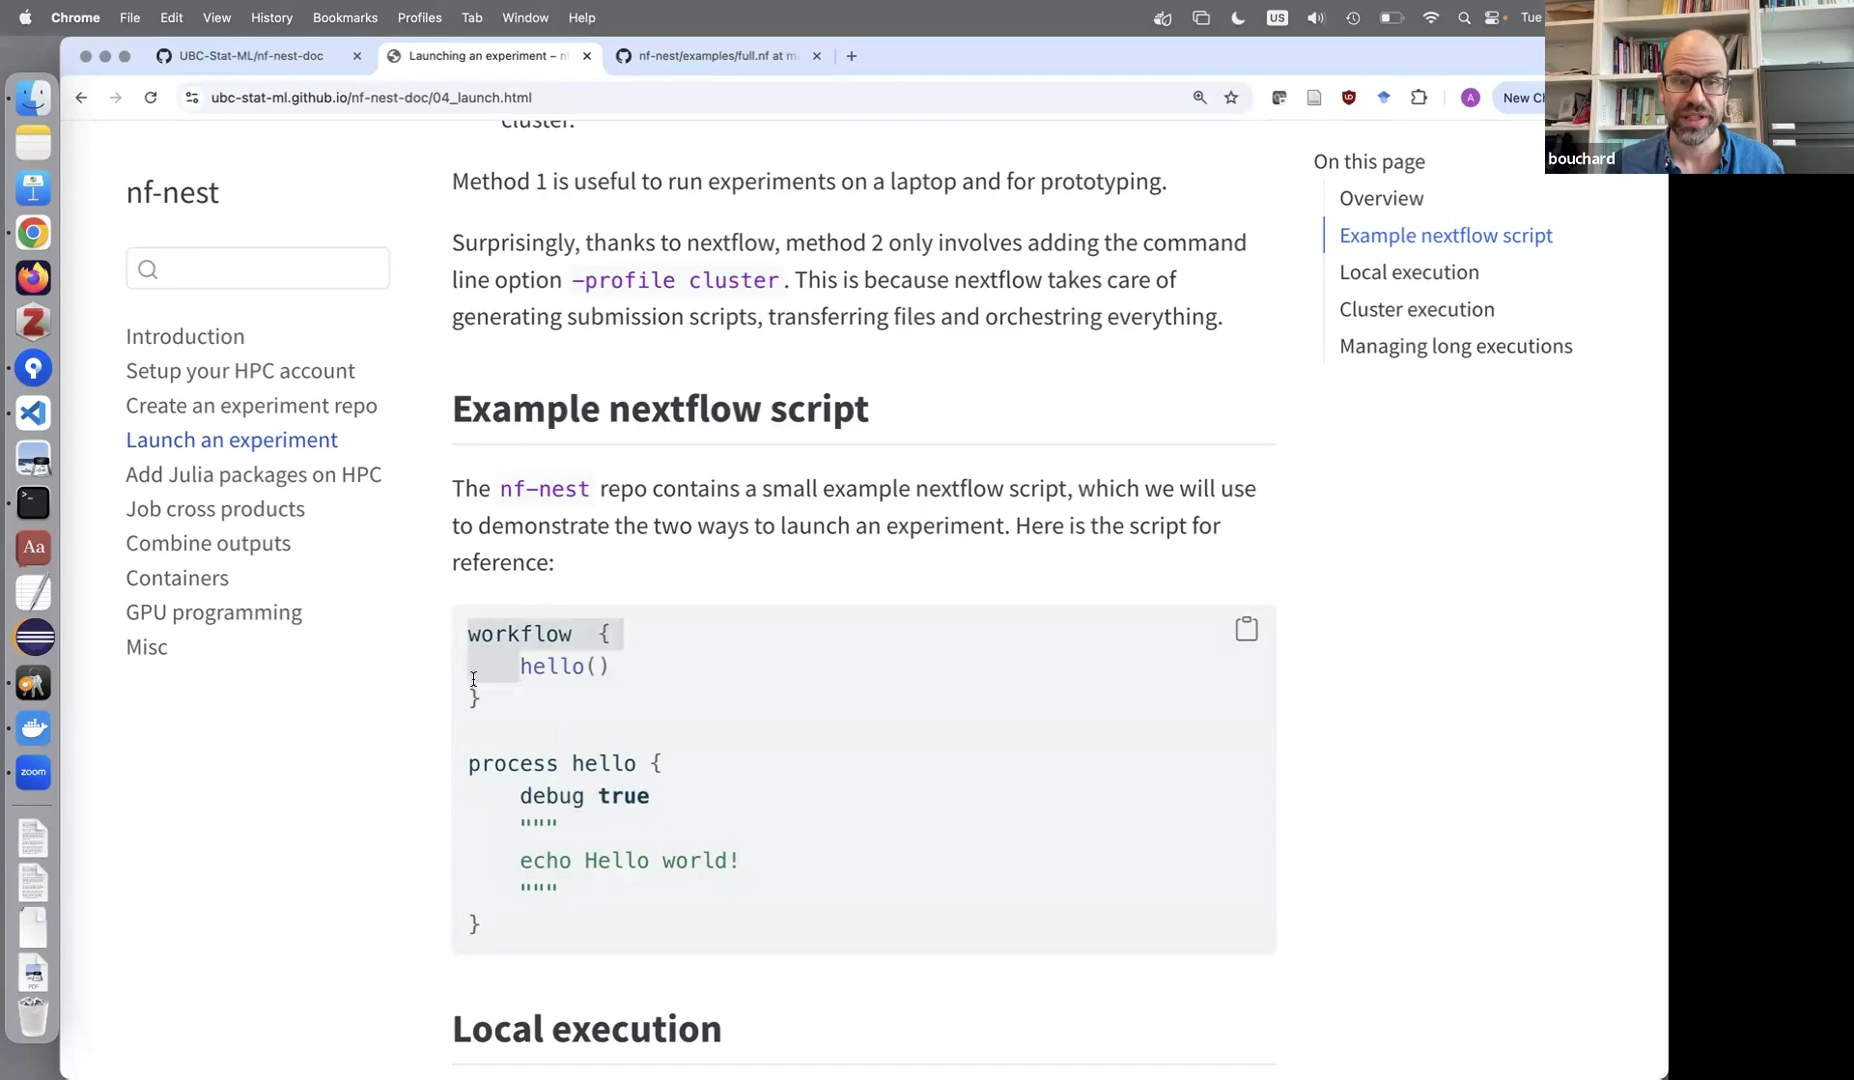 Chrome File Edit View History Bookmarks Profiles Tab Window Help US Tue
UBC-Stat-ML/nf-nest-doc
Launching an experiment – n
nf-nest/examples/full.nf at m
ubc-stat-ml.github.io/nf-nest-doc/04_launch.html
A
New Ch
bouchard
nf-nest
Introduction
Setup your HPC account
Create an experiment repo
Launch an experiment
Add Julia packages on HPC
Job cross products
Combine outputs
Containers
GPU programming
Misc
cluster.
Method 1 is useful to run experiments on a laptop and for prototyping.
Surprisingly, thanks to nextflow, method 2 only involves adding the command
line option -profile cluster. This is because nextflow takes care of
generating submission scripts, transferring files and orchestring everything.
Example nextflow script
The nf-nest repo contains a small example nextflow script, which we will use
to demonstrate the two ways to launch an experiment. Here is the script for
reference:
workflow {
hello()
}
process hello {
debug true
"""
echo Hello world!
"""
}
Local execution
On this page
Overview
Example nextflow script
Local execution
Cluster execution
Managing long executions
Aa
zoom
PDF